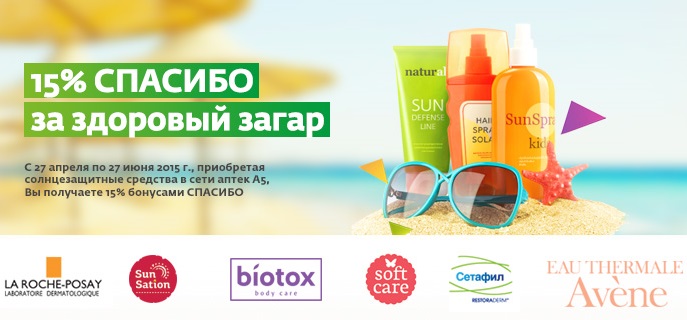 15% СПАСИБО
за здоровый загар
С 27 апреля по 27 июня 2015 г., приобретая
солнцезащитные средства в сети аптек А5,
Вы получаете 15% бонусами СПАСИБО
natural
SUN
DEFENSE
LINE
HAIR
SPRAY
SOLAR
SunSpray
kids
LA ROCHE-POSAY
LABORATOIRE DERMATOLOGIQUE
Sun
Sation
biotox
body care
soft
care
Сетафил
RESTORADERM
EAU THERMALE
Avène